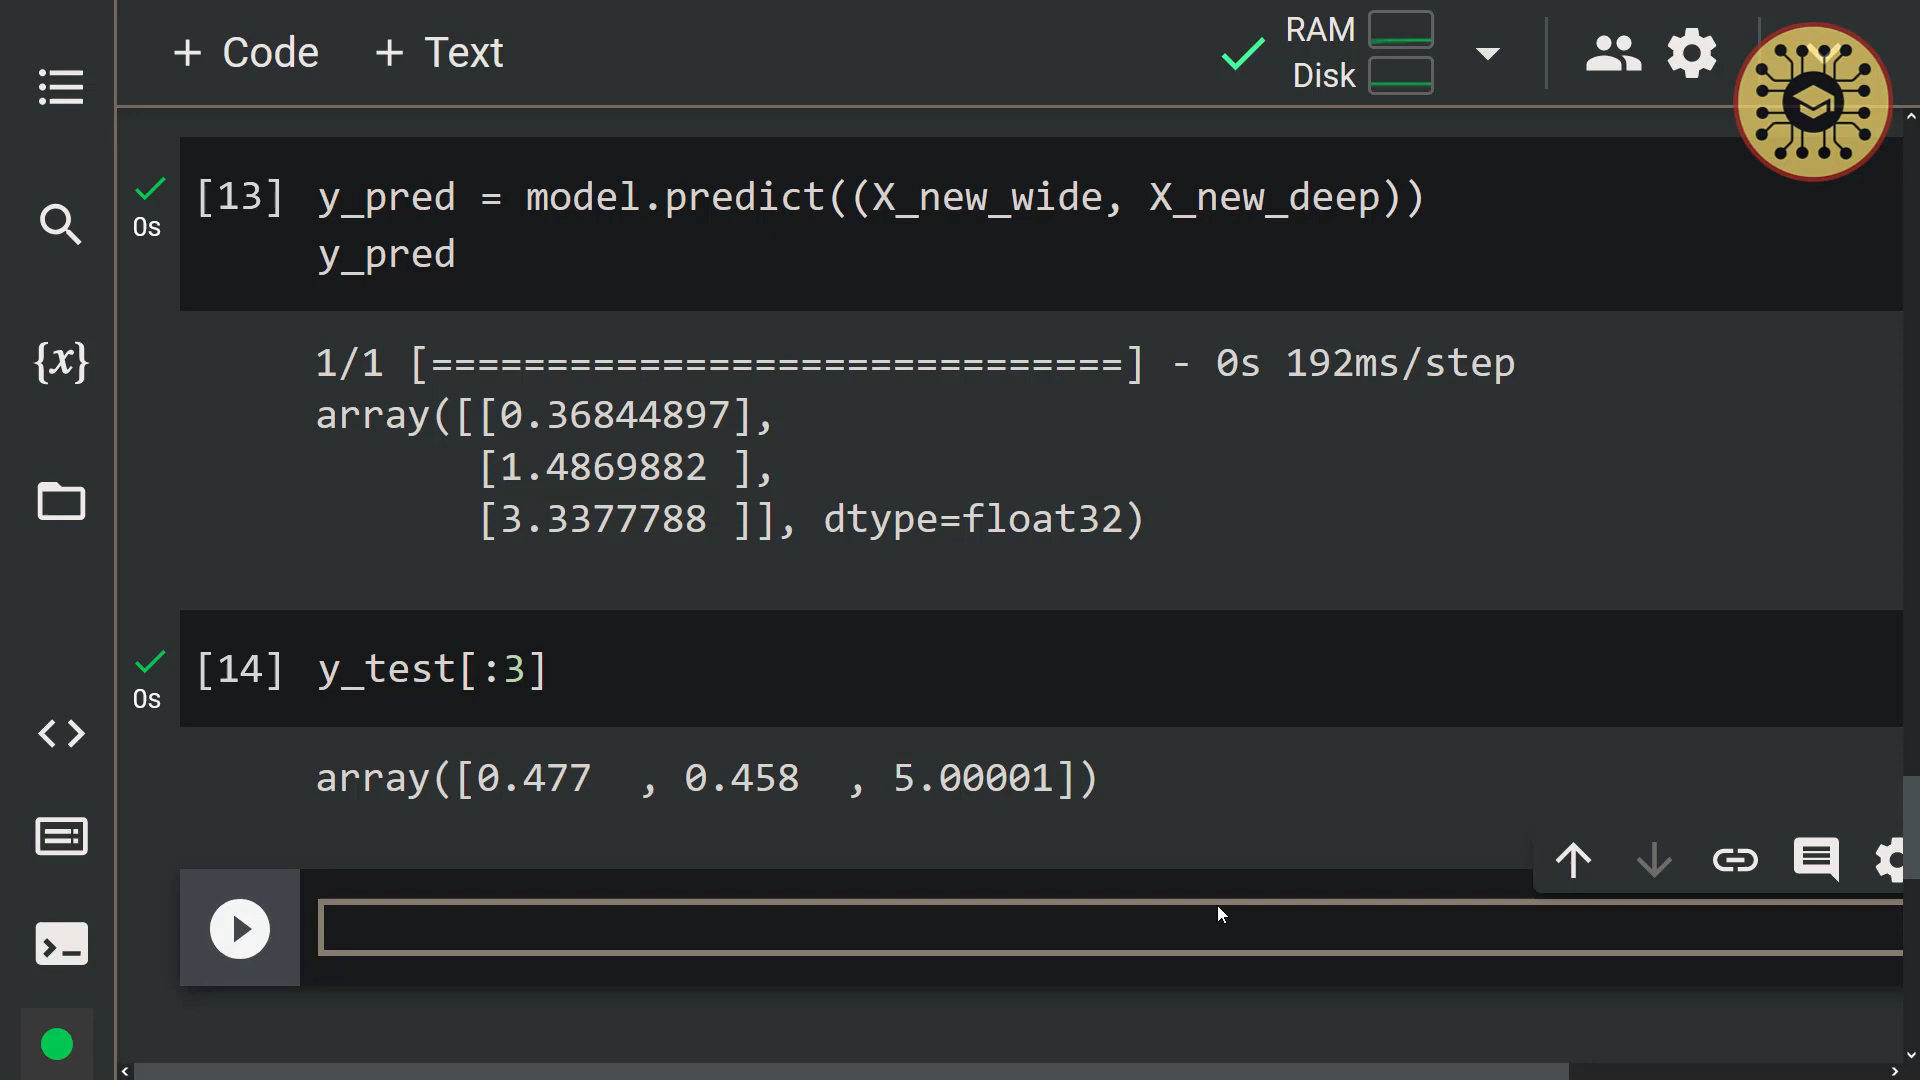 + Code + Text
RAM
Disk
{x}
[13] y_pred = model.predict((X_new_wide, X_new_deep))
0s
y_pred
1/1 [==============================] - 0s 192ms/step
array([[0.36844897],
[1.4869882 ],
[3.3377788 ]], dtype=float32)
[14] y_test[:3]
0s
array([0.477  , 0.458  , 5.00001])